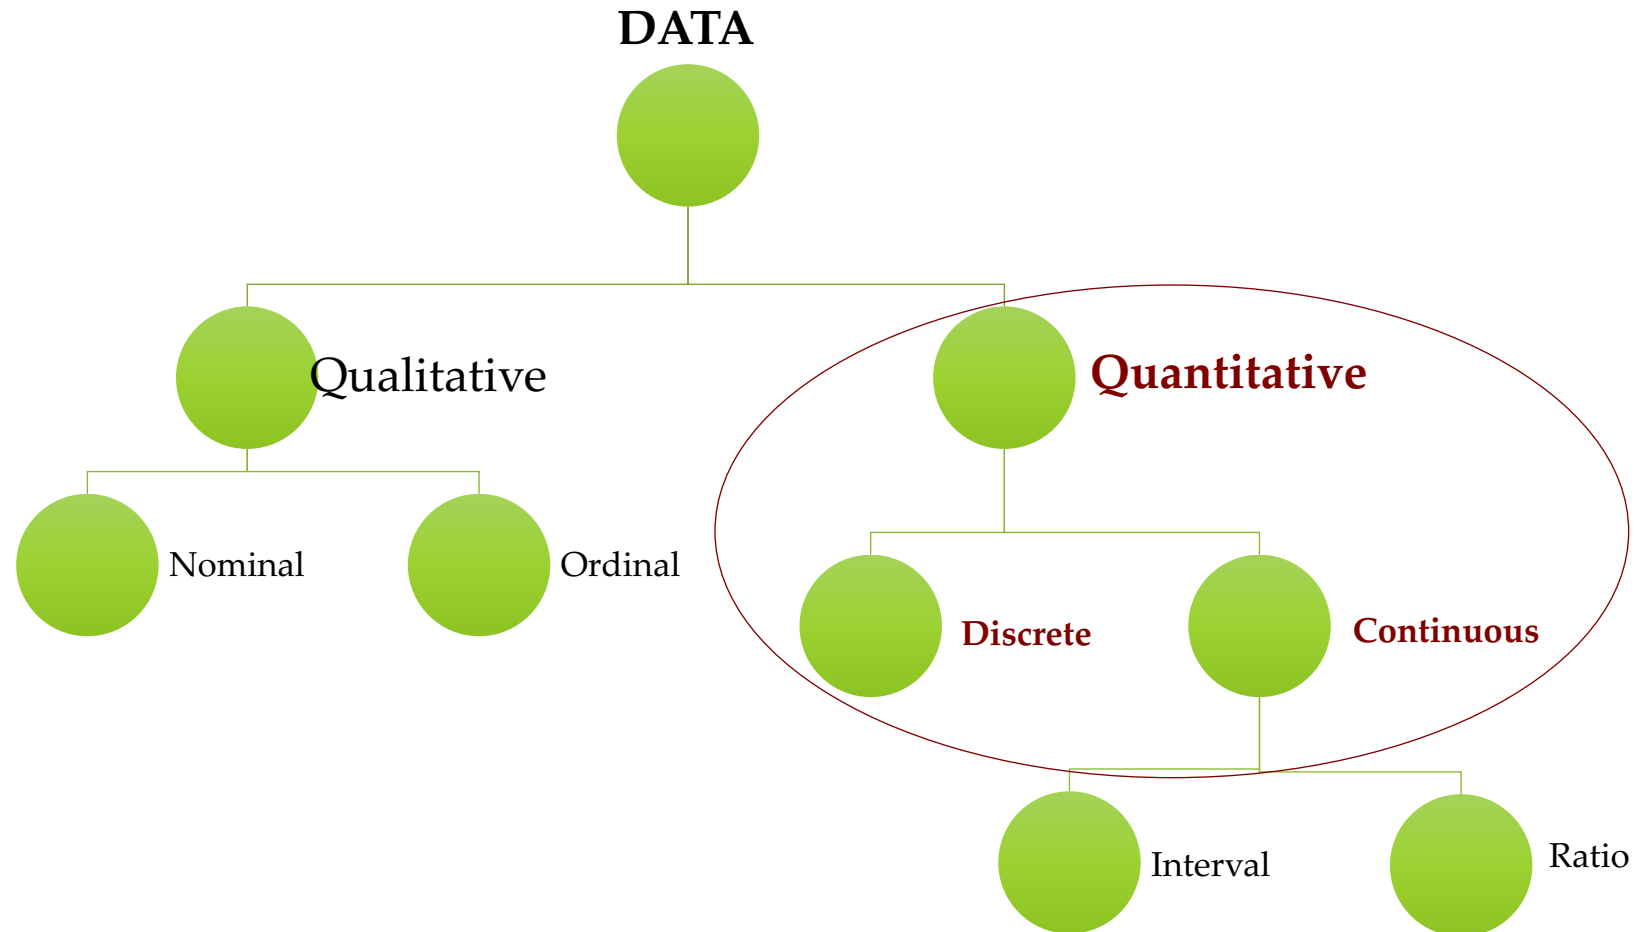 DATA
Qualitative
Quantitative
Nominal
Ordinal
Discrete
Continuous
Interval
Ratio